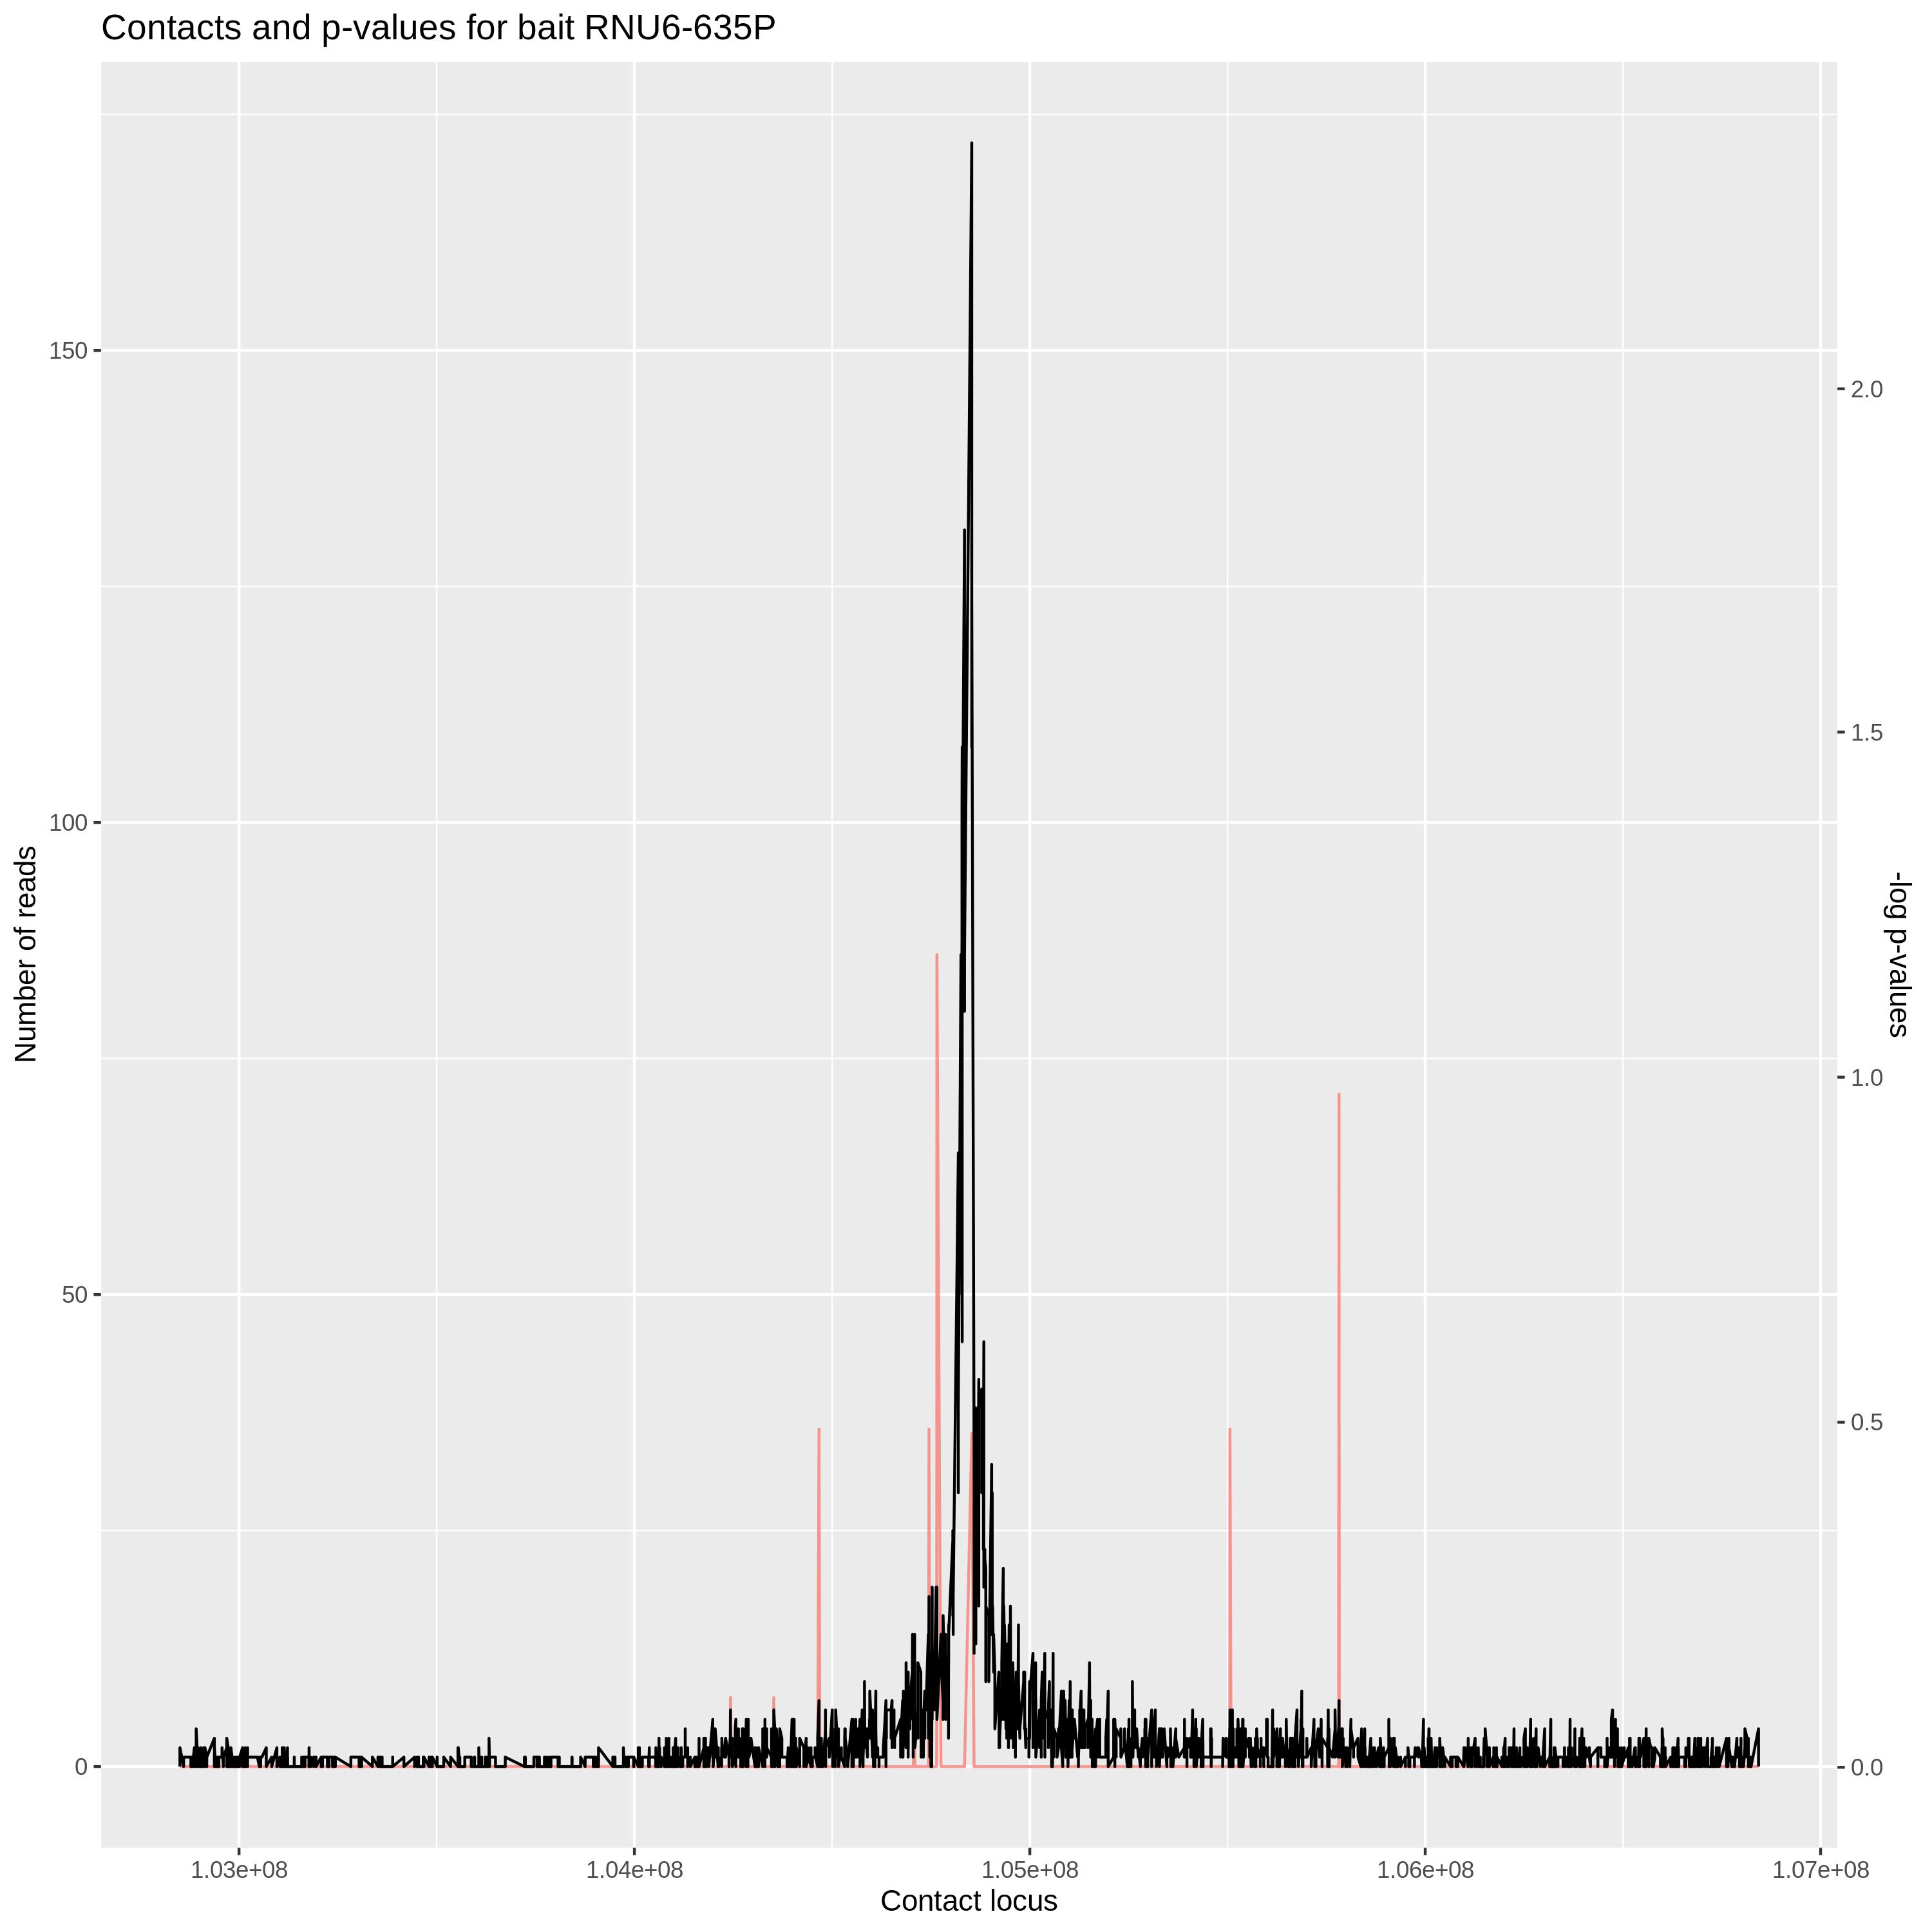 Contacts and p-values for bait RNU6-635P
150
100
50
0
Number of reads
2.0
1.5
1.0
0.5
0.0
-log p-values
1.03e+08
1.04e+08
1.05e+08
1.06e+08
1.07e+08
Contact locus